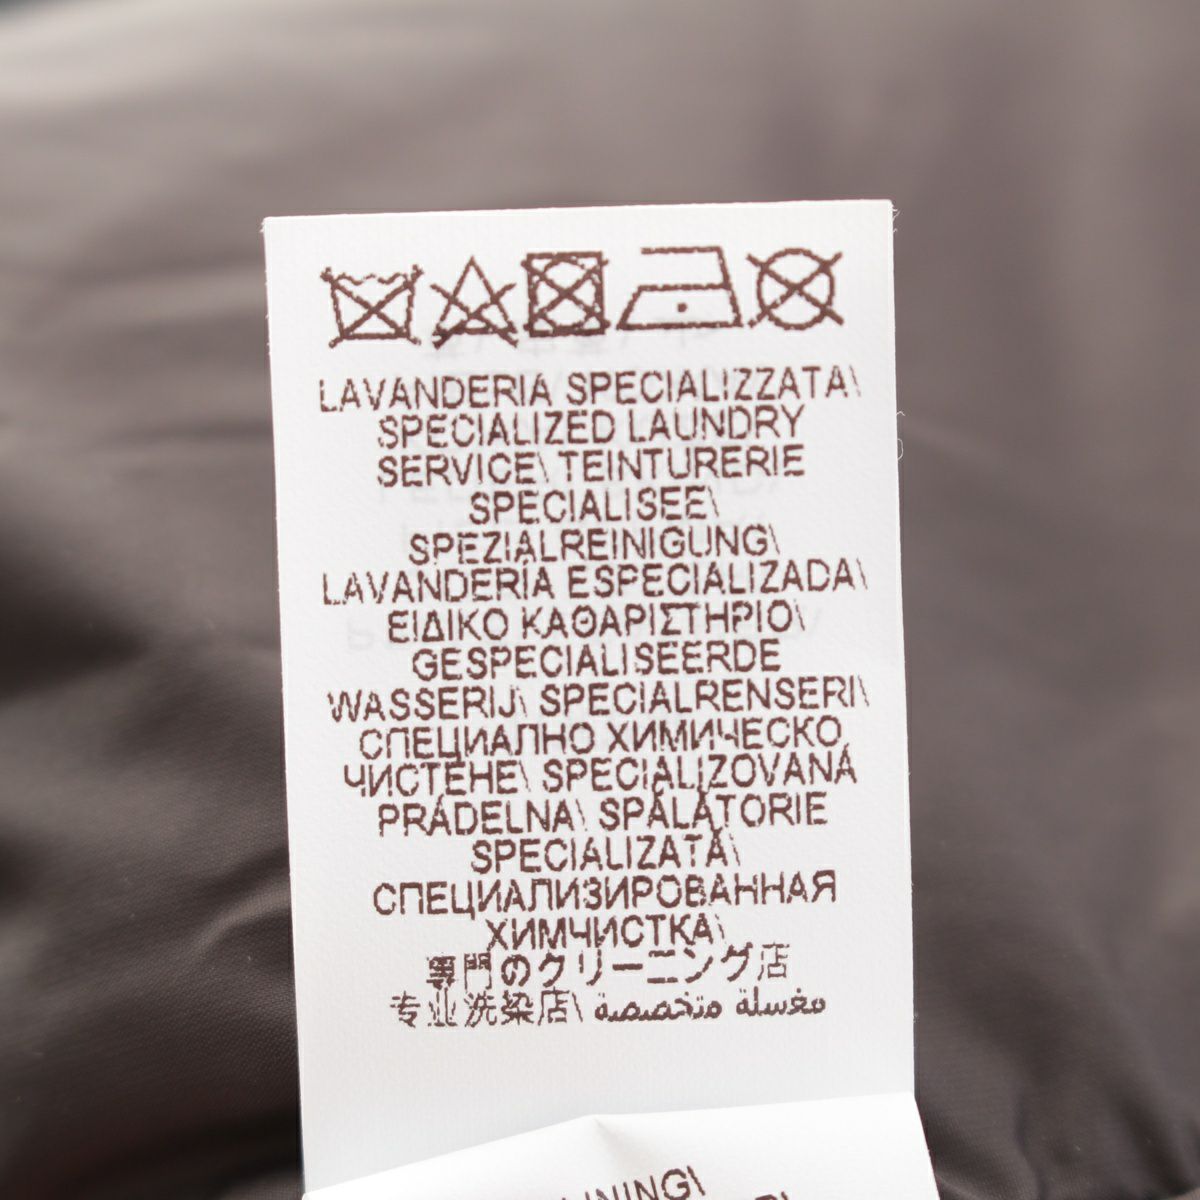 LAVANDERIA SPECIALIZZATA\
SPECIALIZED LAUNDRY
SERVICE\ TEINTURERIE
SPECIALISEE\
SPEZIALREINIGUNG\
LAVANDERÍA ESPECIALIZADA\
ΕΙΔΙΚΟ ΚΑΘΑΡΙΣΤΗΡΙΟ\
GESPECIALISEERDE
WASSERIJ\ SPECIALRENSERI\
СПЕЦИАЛНО ХИМИЧЕСКО
ЧИСТЕНЕ\ SPECIALIZOVANÁ
PRÁDELNA\ SPĂLĂTORIE
SPECIALIZATĂ\
СПЕЦИАЛИЗИРОВАННАЯ
ХИМЧИСТКА\
専門のクリーニング店
专业洗染店\ مغسلة متخصصة
LINING\